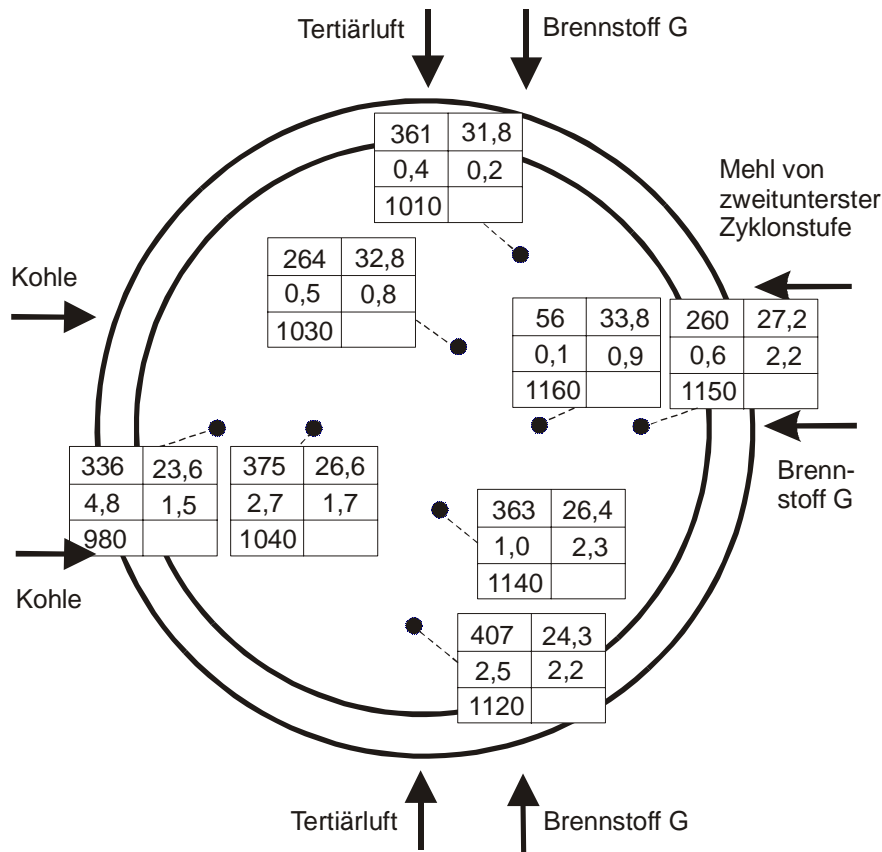 Tertiärluft
Brennstoff G
361 31,8
0,4 0,2
1010
Mehl von
zweitunterster
Zyklonstufe
264 32,8
0,5 0,8
1030
Kohle
56 33,8
0,1 0,9
1160
260 27,2
0,6 2,2
1150
336 23,6
4,8 1,5
980
375 26,6
2,7 1,7
1040
Brenn-
stoff G
363 26,4
1,0 2,3
1140
Kohle
407 24,3
2,5 2,2
1120
Tertiärluft
Brennstoff G